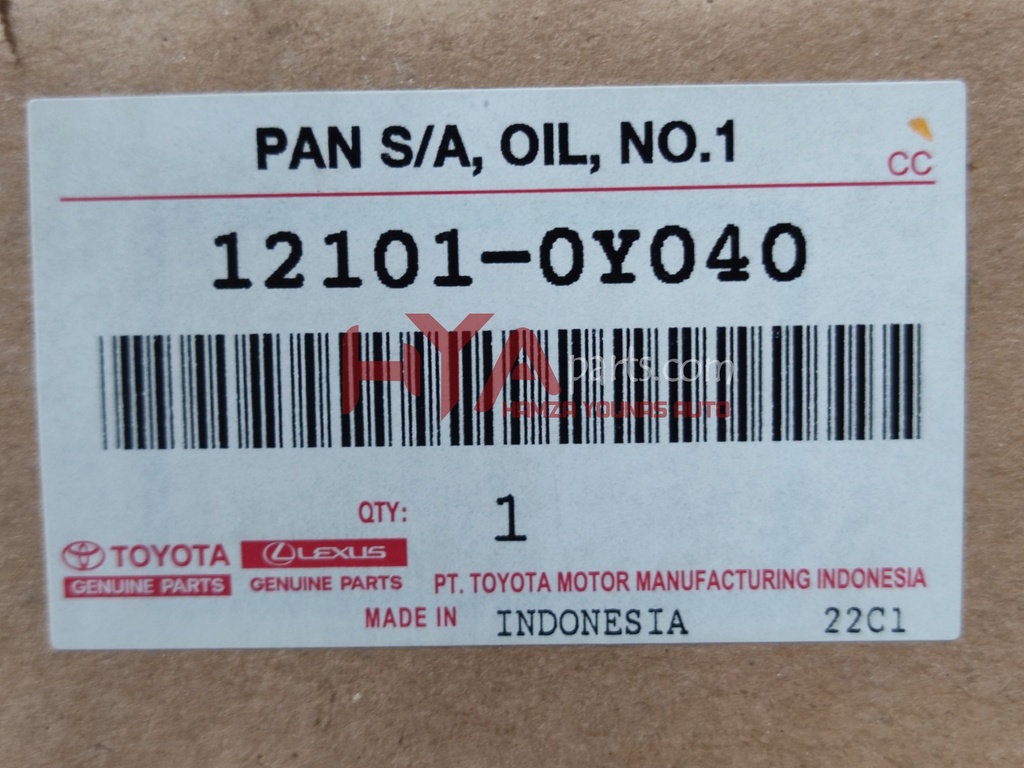 PAN S/A, OIL, NO.1
CC
12101-0Y040
HYA parts.com
HAMZA YOUNAS AUTO
QTY: 1
TOYOTA LEXUS
GENUINE PARTS GENUINE PARTS PT. TOYOTA MOTOR MANUFACTURING INDONESIA
MADE IN INDONESIA 22C1